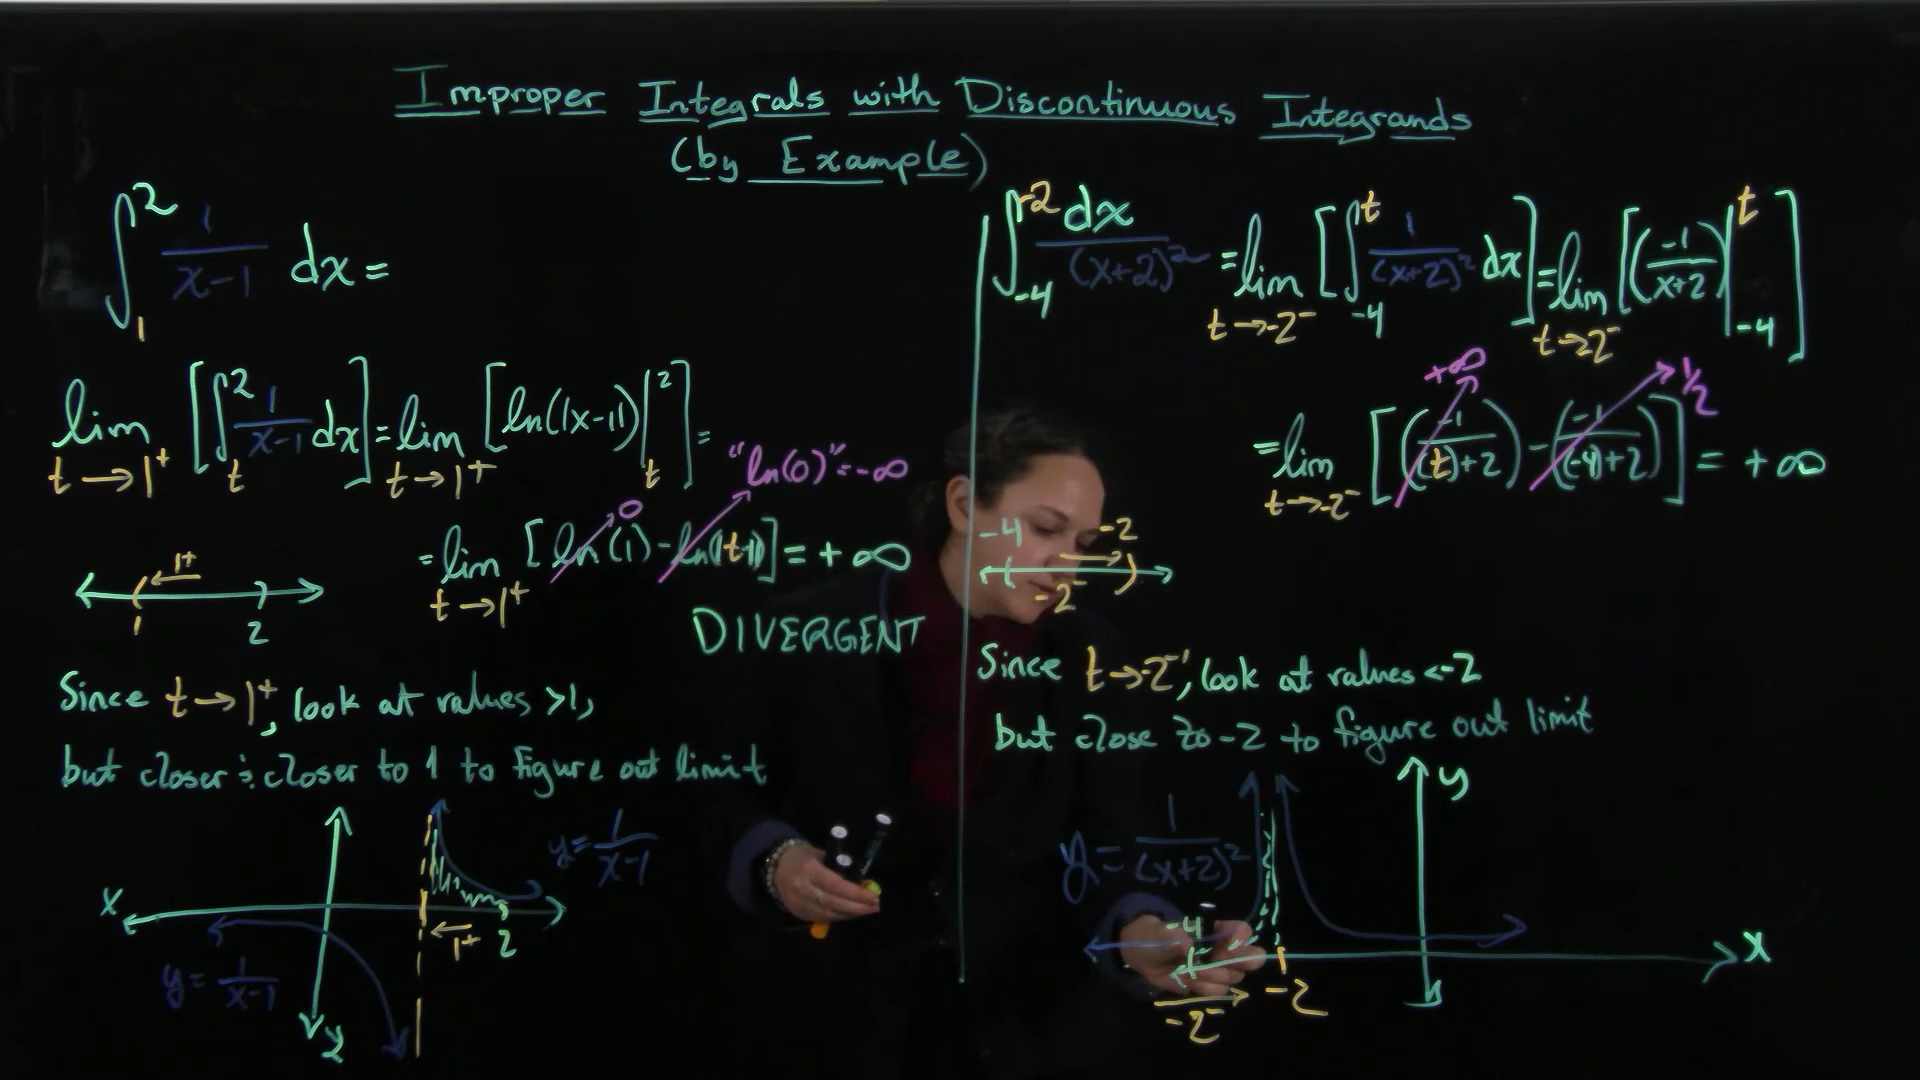 Improper Integrals with Discontinuous Integrands
(by Example)
∫₁² 1/(x-1) dx =
lim t→1⁺ [∫ₜ² 1/(x-1) dx] = lim t→1⁺ [ln(|x-1|)|ₜ²] =
= lim t→1⁺ [ln(1) - ln(|t-1|)] = +∞
0 "ln(0)" = -∞
DIVERGENT
1⁺
1 2
Since t→1⁺, look at values >1,
but closer & closer to 1 to figure out limit
y = 1/(x-1)
x
1⁺ 2
y = 1/(x-1)
y
∫₋₄⁻² dx/(x+2)² = lim t→-2⁻ [∫₋₄ᵗ 1/(x+2)² dx] = lim t→2⁻ [(-1/(x+2))|₋₄ᵗ]
+∞ 1/2
= lim t→-2⁻ [(-1/((t)+2)) - (-1/((-4)+2))] = +∞
-4 -2
-2⁻
Since t→-2⁻, look at values <-2
but close to -2 to figure out limit
y
y = 1/(x+2)²
-4
x
-2⁻ -2